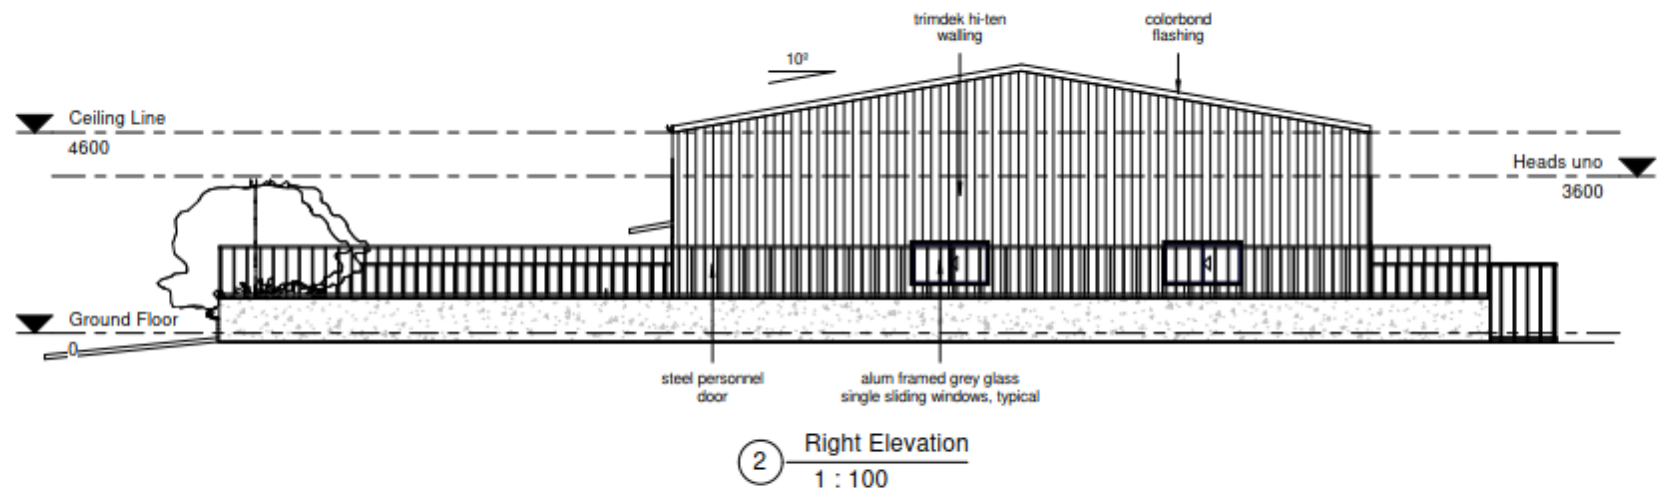 trimdek hi-ten
walling
colorbond
flashing
10º
Ceiling Line
4600
Heads uno
3600
Ground Floor
0
steel personnel
door
alum framed grey glass
single sliding windows, typical
2
Right Elevation
1 : 100